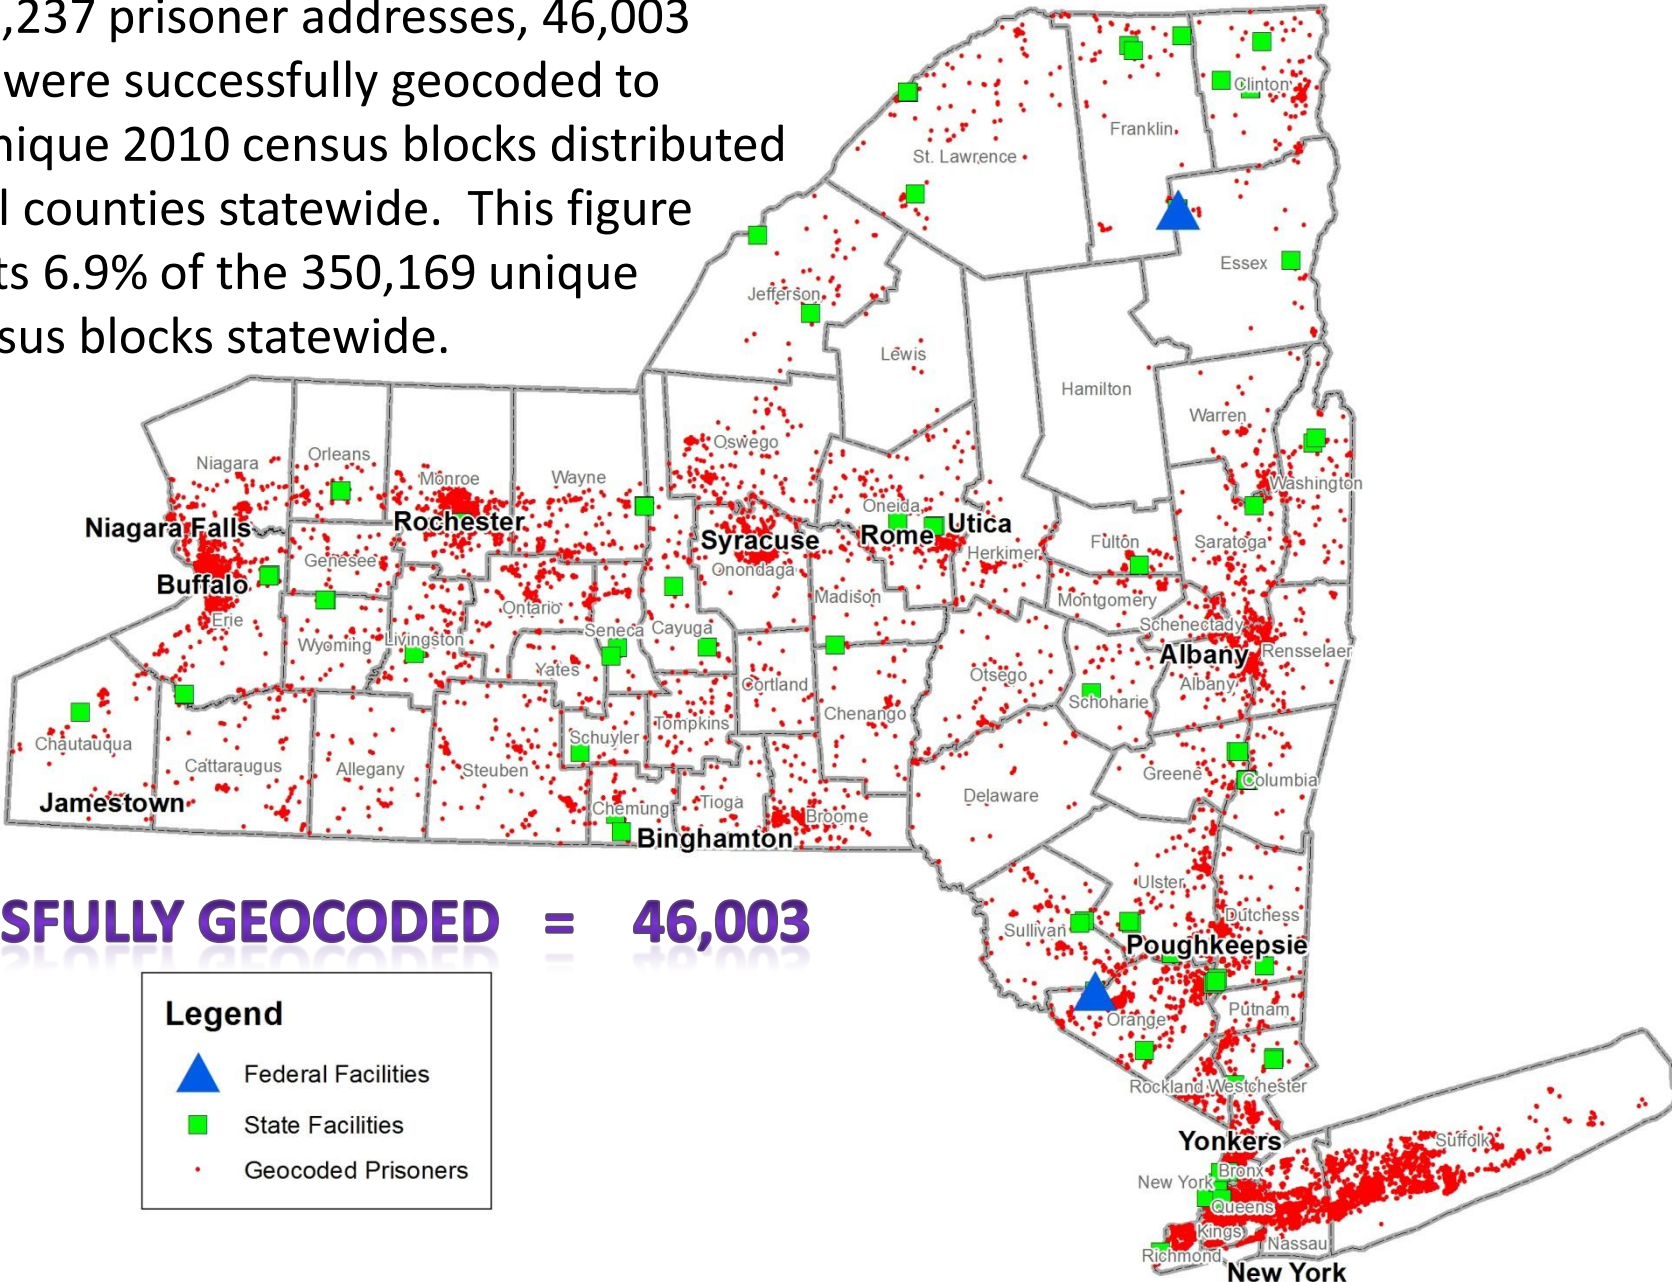 ,237 prisoner addresses, 46,003
were successfully geocoded to
nique 2010 census blocks distributed
l counties statewide. This figure
ts 6.9% of the 350,169 unique
sus blocks statewide.
Clinton
Franklin
St. Lawrence
Essex
Jefferson
Lewis
Hamilton
Warren
Oswego
Niagara
Orleans
Monroe
Wayne
Washington
Oneida
Niagara Falls
Rochester
Syracuse
Rome
Utica
Herkimer
Fulton
Saratoga
Genesee
Onondaga
Buffalo
Madison
Montgomery
Ontario
Erie
Schenectady
Seneca
Cayuga
Wyoming
Livingston
Albany
Rensselaer
Yates
Otsego
Cortland
Albany
Schoharie
Chenango
Tompkins
Chautauqua
Schuyler
Cattaraugus
Allegany
Steuben
Greene
Columbia
Delaware
Jamestown
Chemung
Tioga
Broome
Binghamton
Ulster
Dutchess
SFULLY GEOCODED = 46,003
Sullivan
Poughkeepsie
Putnam
Orange
Legend
Federal Facilities
State Facilities
Geocoded Prisoners
Rockland
Westchester
Yonkers
Suffolk
Bronx
New York
Queens
Kings
Nassau
Richmond
New York